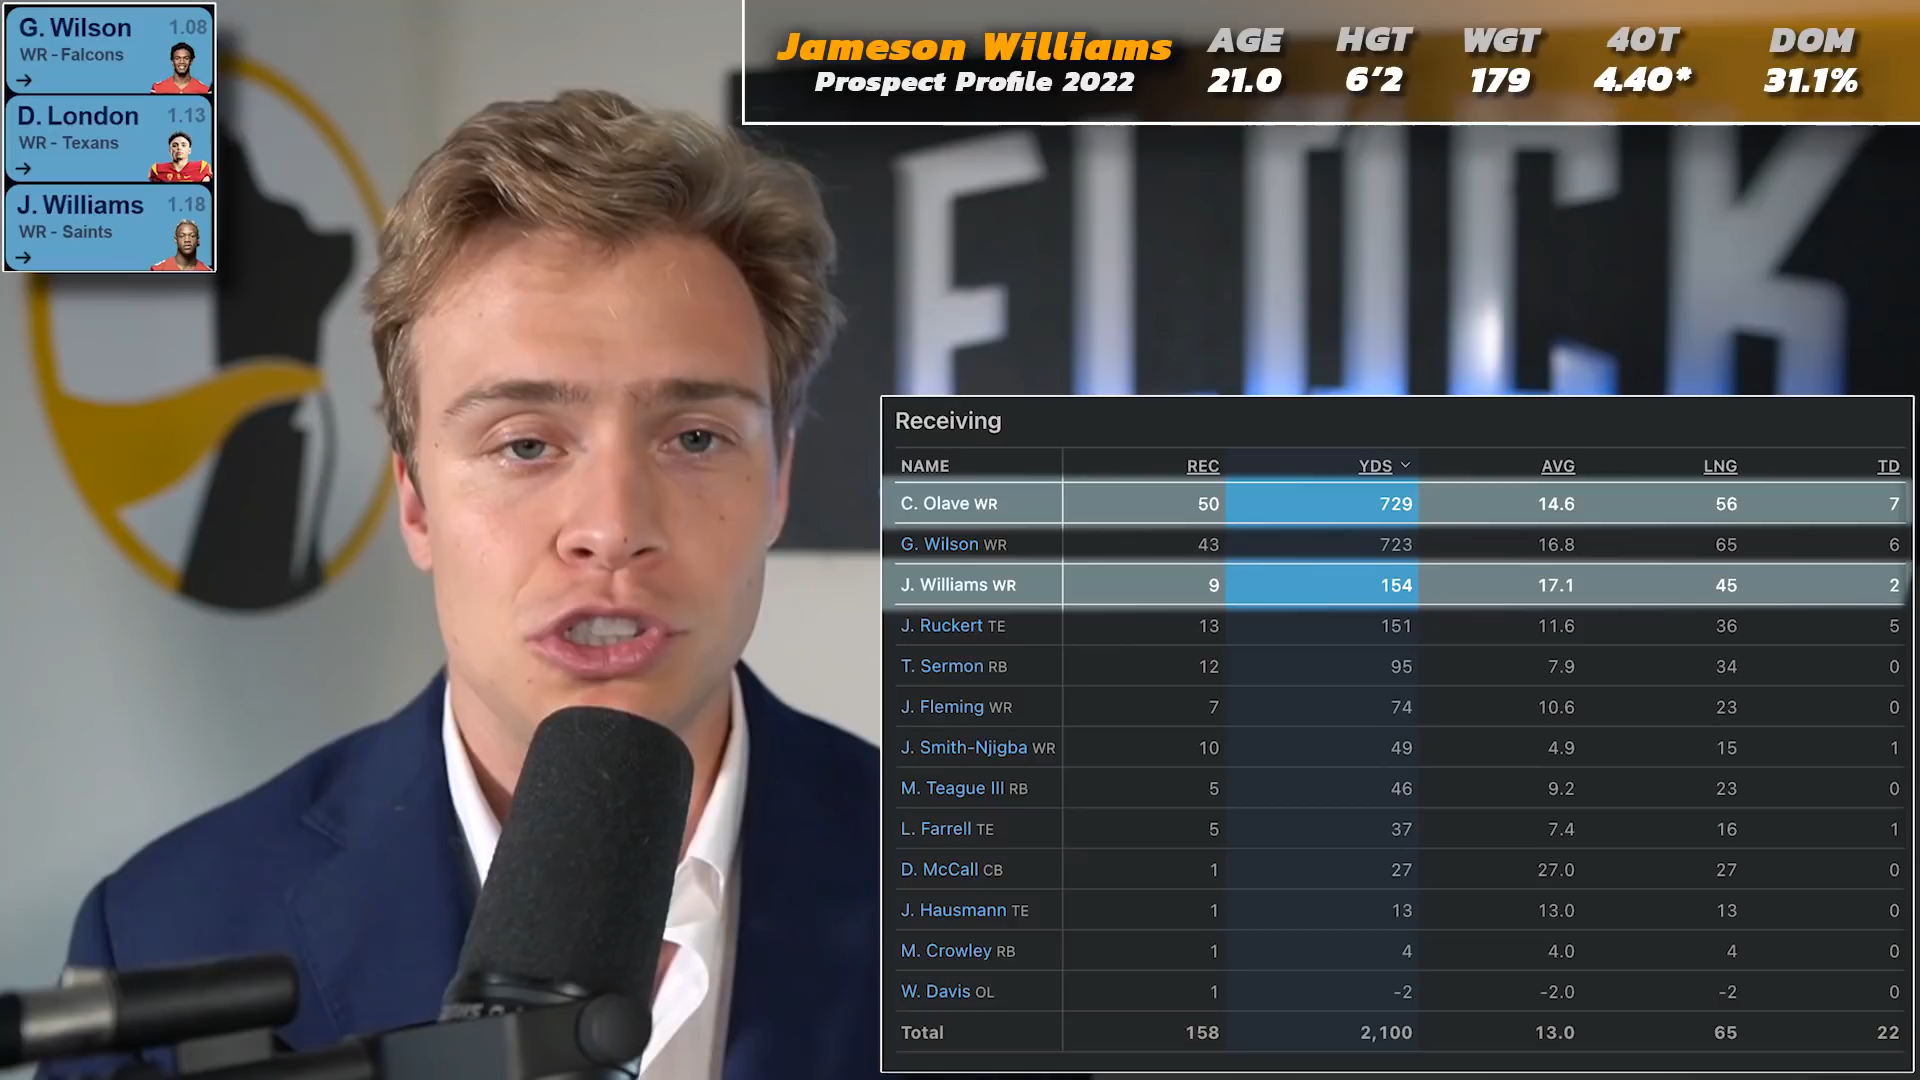 G. Wilson 1.08
WR - Falcons
→
D. London 1.13
WR - Texans
→
J. Williams 1.18
WR - Saints
→
Jameson Williams
Prospect Profile 2022
AGE HGT WGT 40T DOM
21.0 6'2 179 4.40* 31.1%
FLOCK
Receiving
NAME REC YDS AVG LNG TD
C. Olave WR 50 729 14.6 56 7
G. Wilson WR 43 723 16.8 65 6
J. Williams WR 9 154 17.1 45 2
J. Ruckert TE 13 151 11.6 36 5
T. Sermon RB 12 95 7.9 34 0
J. Fleming WR 7 74 10.6 23 0
J. Smith-Njigba WR 10 49 4.9 15 1
M. Teague III RB 5 46 9.2 23 0
L. Farrell TE 5 37 7.4 16 1
D. McCall CB 1 27 27.0 27 0
J. Hausmann TE 1 13 13.0 13 0
M. Crowley RB 1 4 4.0 4 0
W. Davis OL 1 -2 -2.0 -2 0
Total 158 2,100 13.0 65 22